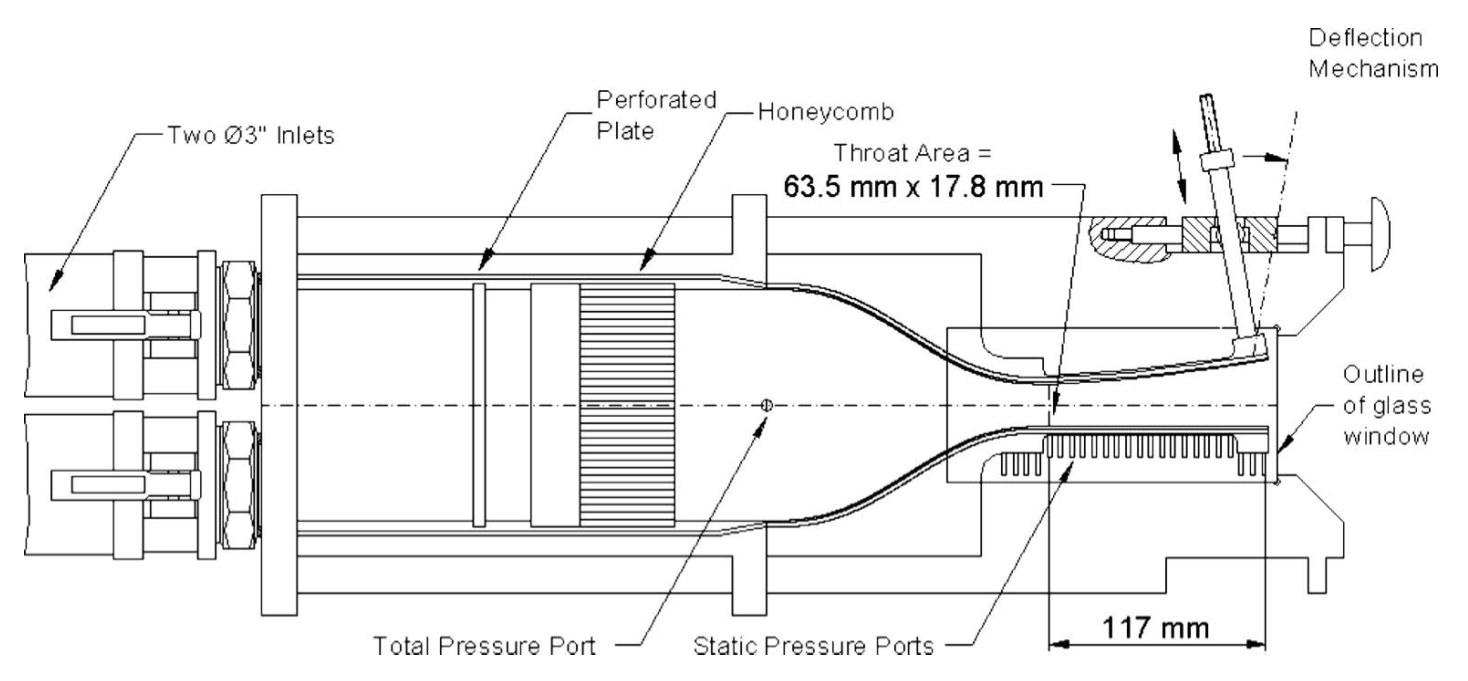 Deflection
Mechanism
Perforated
Plate
Honeycomb
Two Ø3" Inlets
Throat Area =
63.5 mm x 17.8 mm
Outline
of glass
window
Total Pressure Port
Static Pressure Ports
117 mm